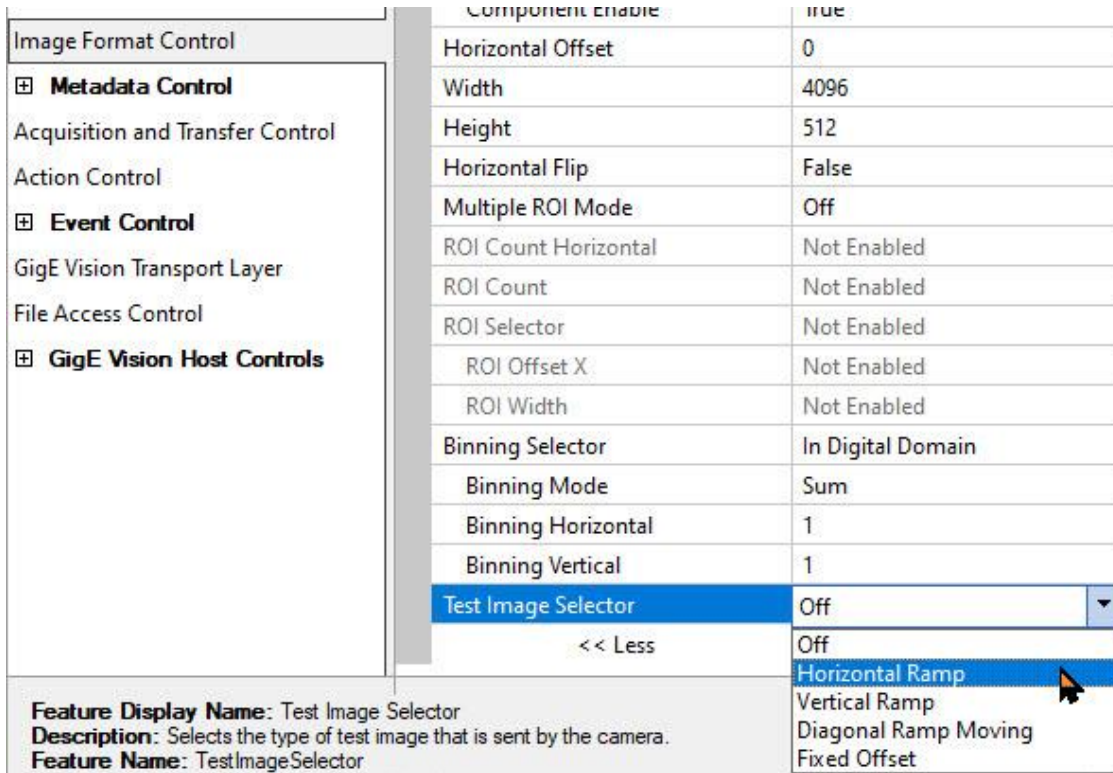 Component Enable True
Image Format Control
Horizontal Offset 0
Metadata Control
Width 4096
Acquisition and Transfer Control
Height 512
Action Control
Horizontal Flip False
Multiple ROI Mode Off
Event Control
ROI Count Horizontal Not Enabled
GigE Vision Transport Layer
ROI Count Not Enabled
File Access Control
ROI Selector Not Enabled
GigE Vision Host Controls
ROI Offset X Not Enabled
ROI Width Not Enabled
Binning Selector In Digital Domain
Binning Mode Sum
Binning Horizontal 1
Binning Vertical 1
Test Image Selector Off
<< Less Off
Horizontal Ramp
Vertical Ramp
Diagonal Ramp Moving
Fixed Offset
Feature Display Name: Test Image Selector
Description: Selects the type of test image that is sent by the camera.
Feature Name: TestImageSelector